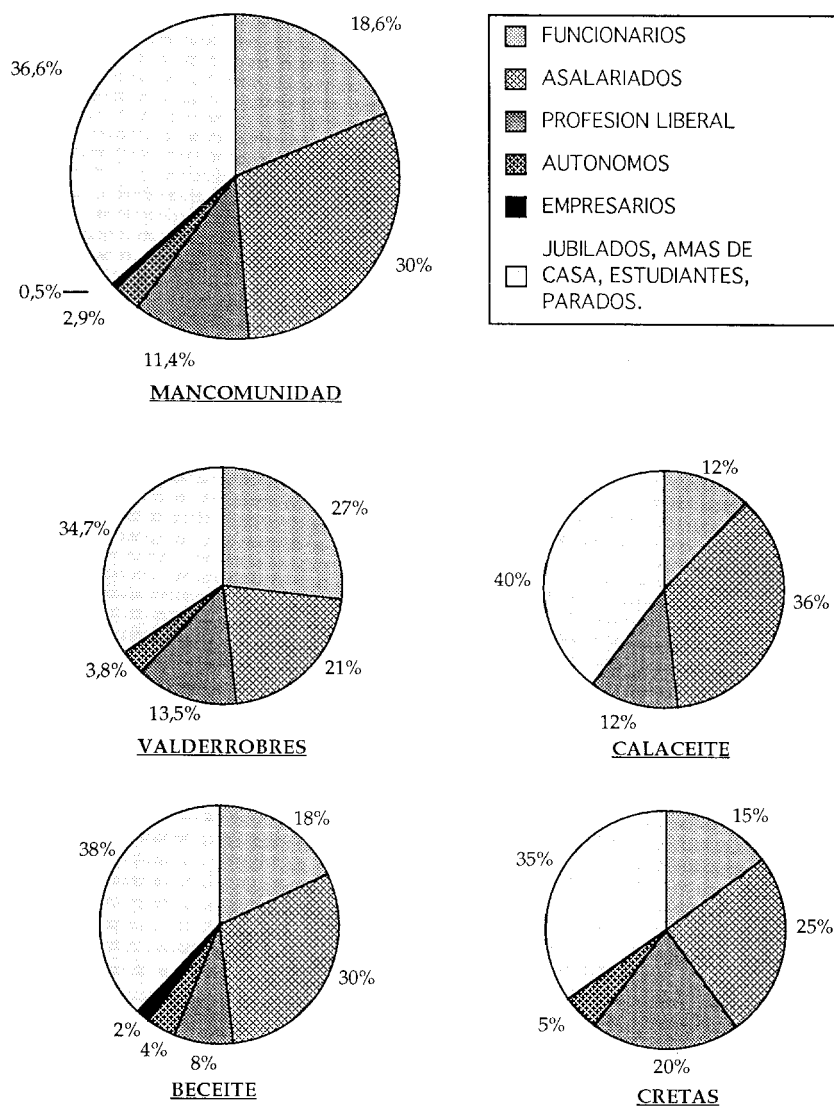 18,6%
36,6%
30%
0,5%
2,9%
11,4%
MANCOMUNIDAD
FUNCIONARIOS
ASALARIADOS
PROFESION LIBERAL
AUTONOMOS
EMPRESARIOS
JUBILADOS, AMAS DE
CASA, ESTUDIANTES,
PARADOS.
27%
34,7%
21%
3,8%
13,5%
VALDERROBRES
12%
40%
36%
12%
CALACEITE
18%
38%
30%
2%
4%
8%
BECEITE
15%
35%
25%
5%
20%
CRETAS